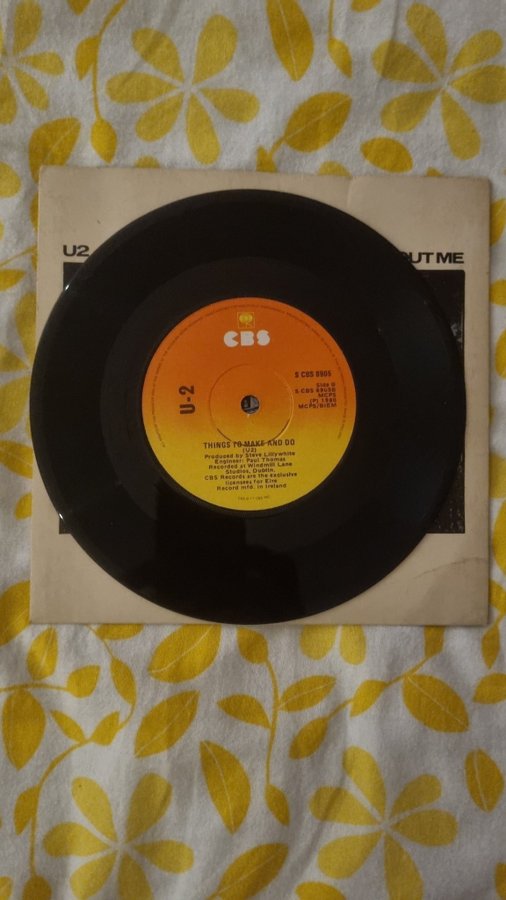 U2
OUT ME
CBS
S CBS 8905
Side B
S CBS 8905B
MCPS
(P) 1980
MCPS/BIEM
U-2
THINGS TO MAKE AND DO
(U2)
Produced by Steve Lillywhite
Engineer: Paul Thomas
Recorded at Windmill Lane
Studios, Dublin.
CBS Records are the exclusive
licensees for Eire
Record mfd. in Ireland